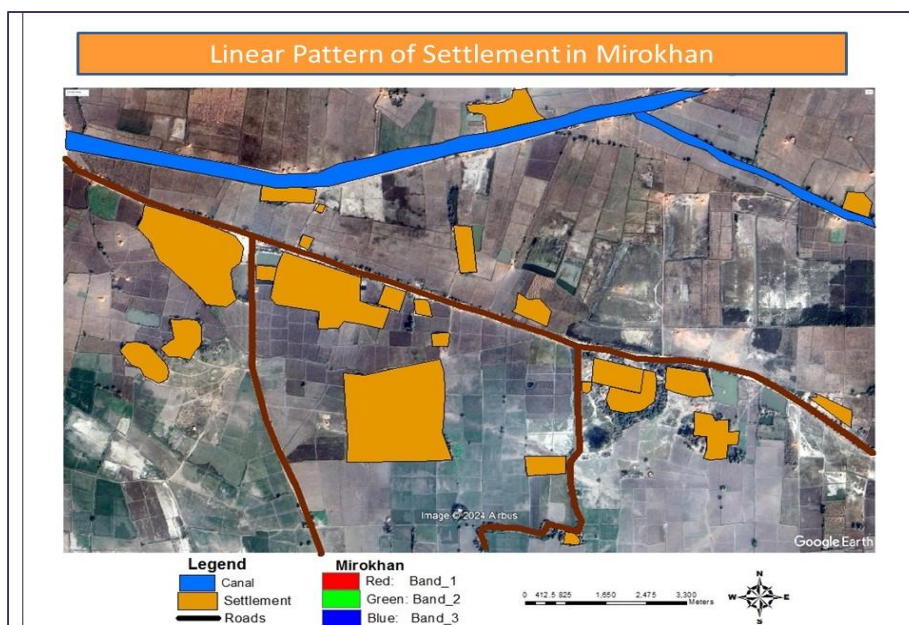 Linear Pattern of Settlement in Mirokhan
Image © 2024 Airbus
Google Earth
Legend
Canal
Settlement
Roads
Mirokhan
Red: Band_1
Green: Band_2
Blue: Band_3
0 412.5 825 1,650 2,475 3,300
Meters
N
W E
S